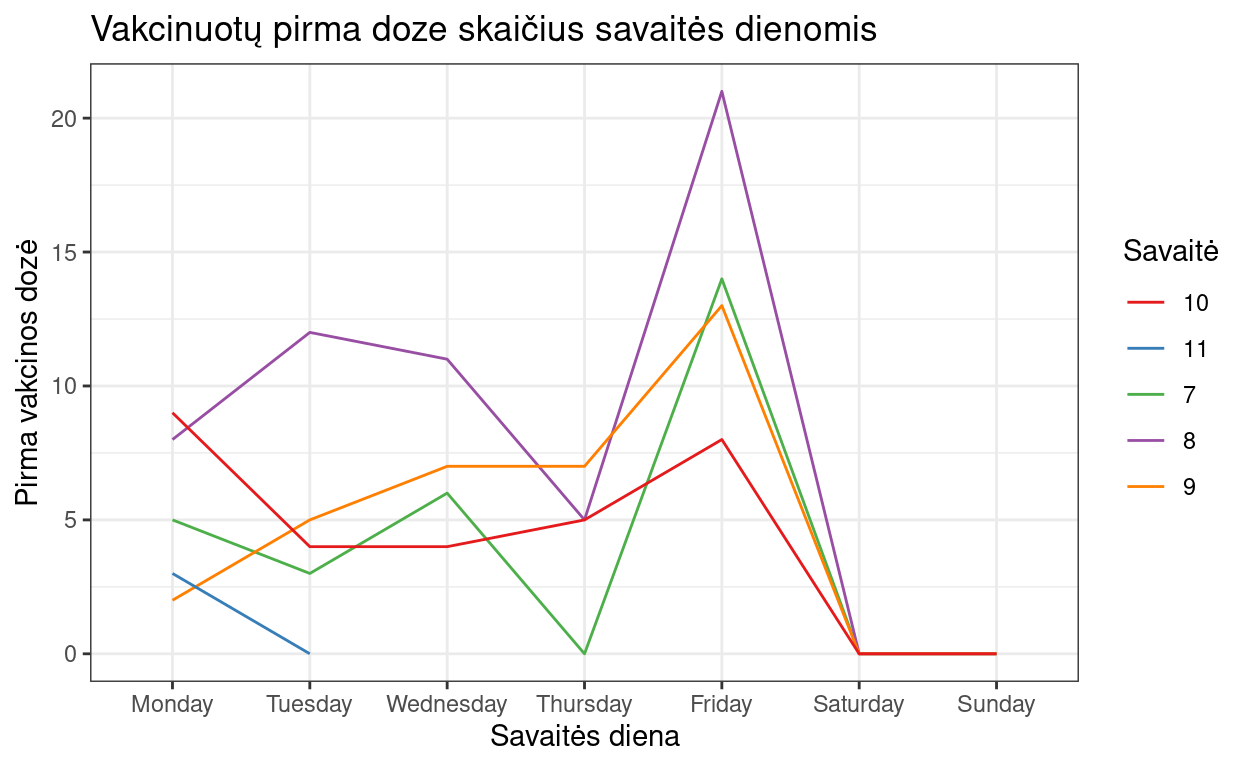 Vakcinuotų pirma doze skaičius savaitės dienomis
Pirma vakcinos dozė
20
15
10
5
0
Monday
Tuesday
Wednesday
Thursday
Friday
Saturday
Sunday
Savaitės diena
Savaitė
10
11
7
8
9